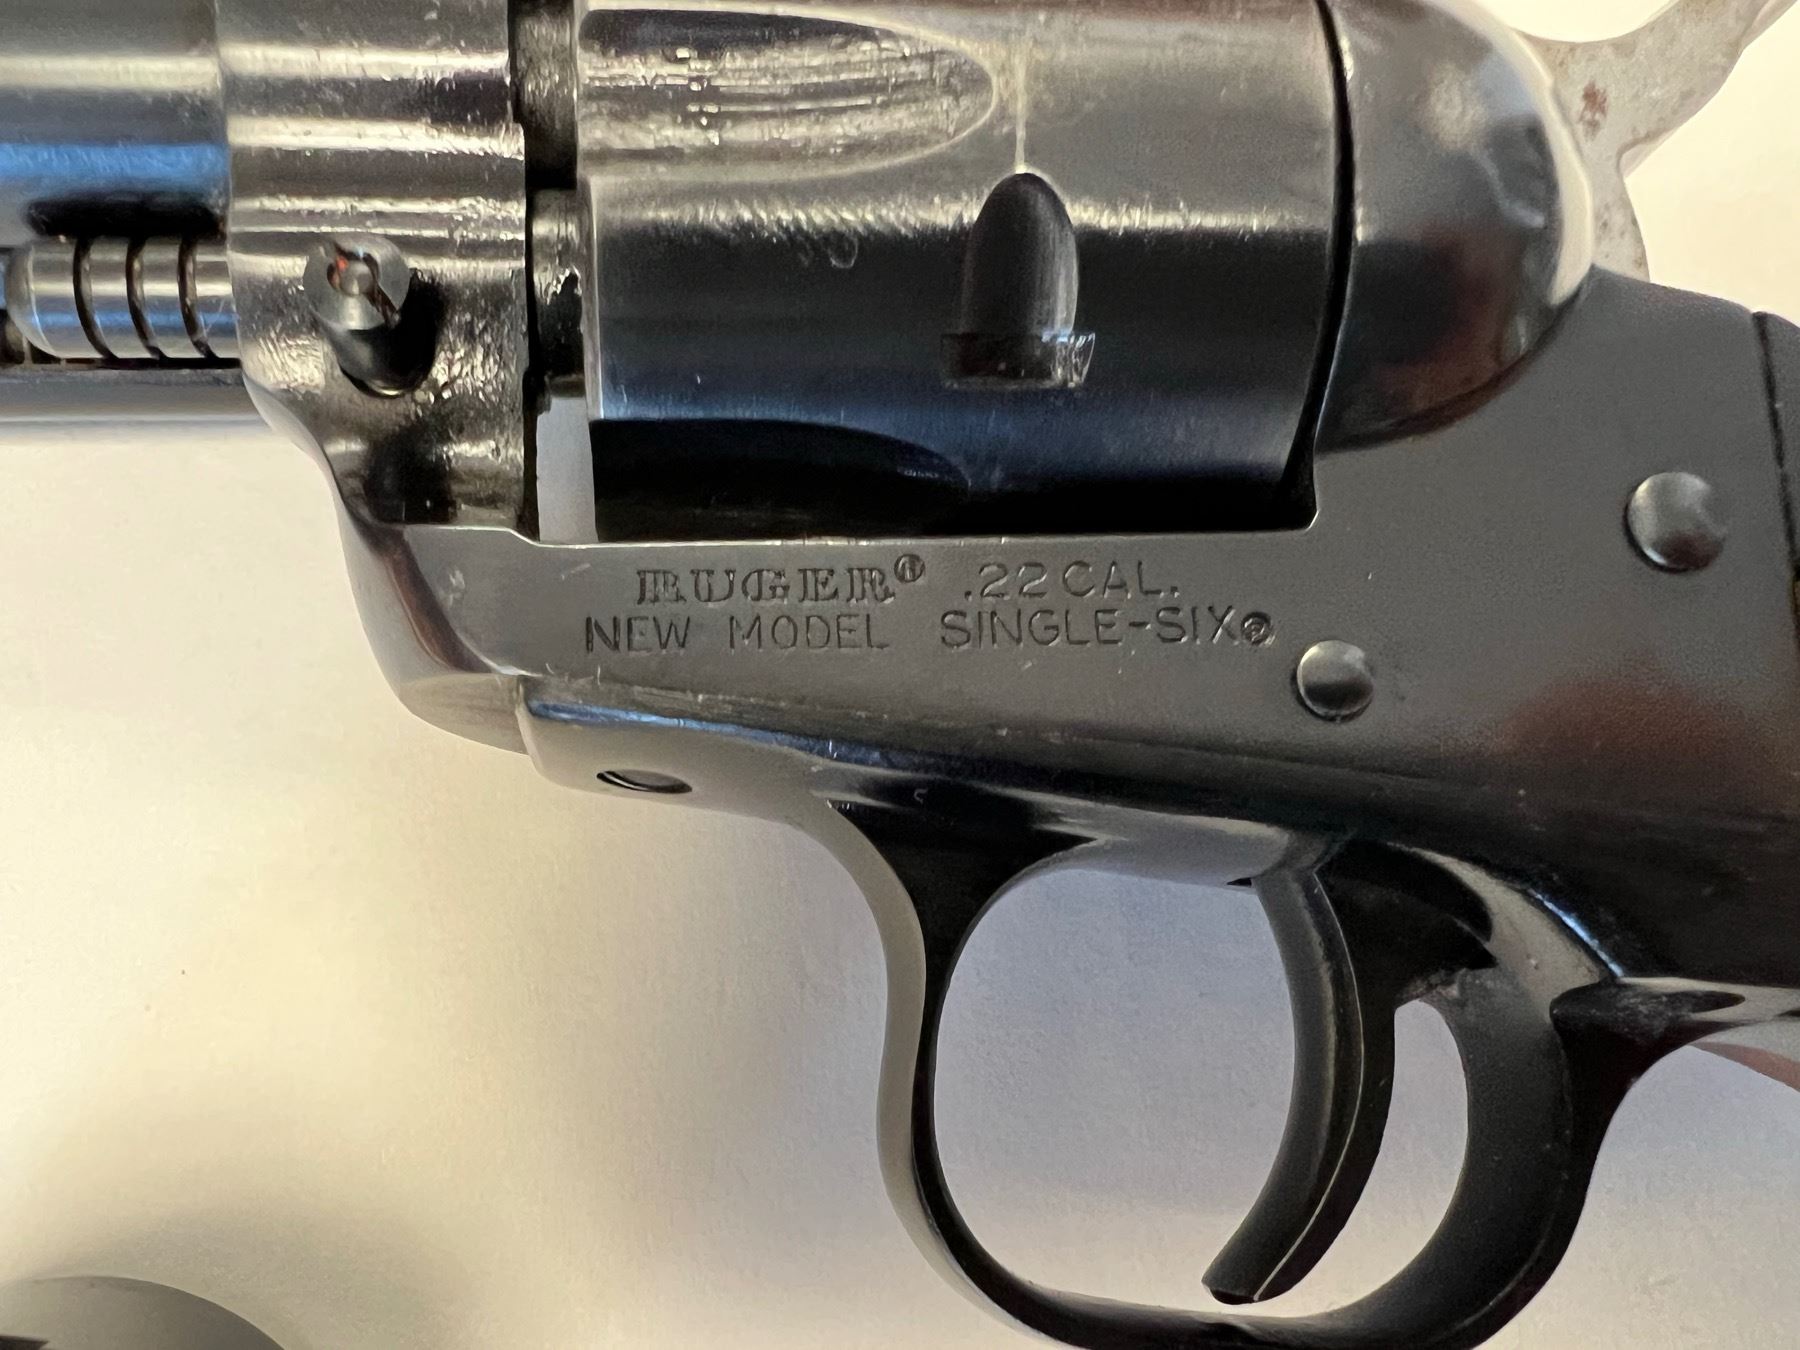 RUGER® .22 CAL.
NEW MODEL SINGLE-SIX®